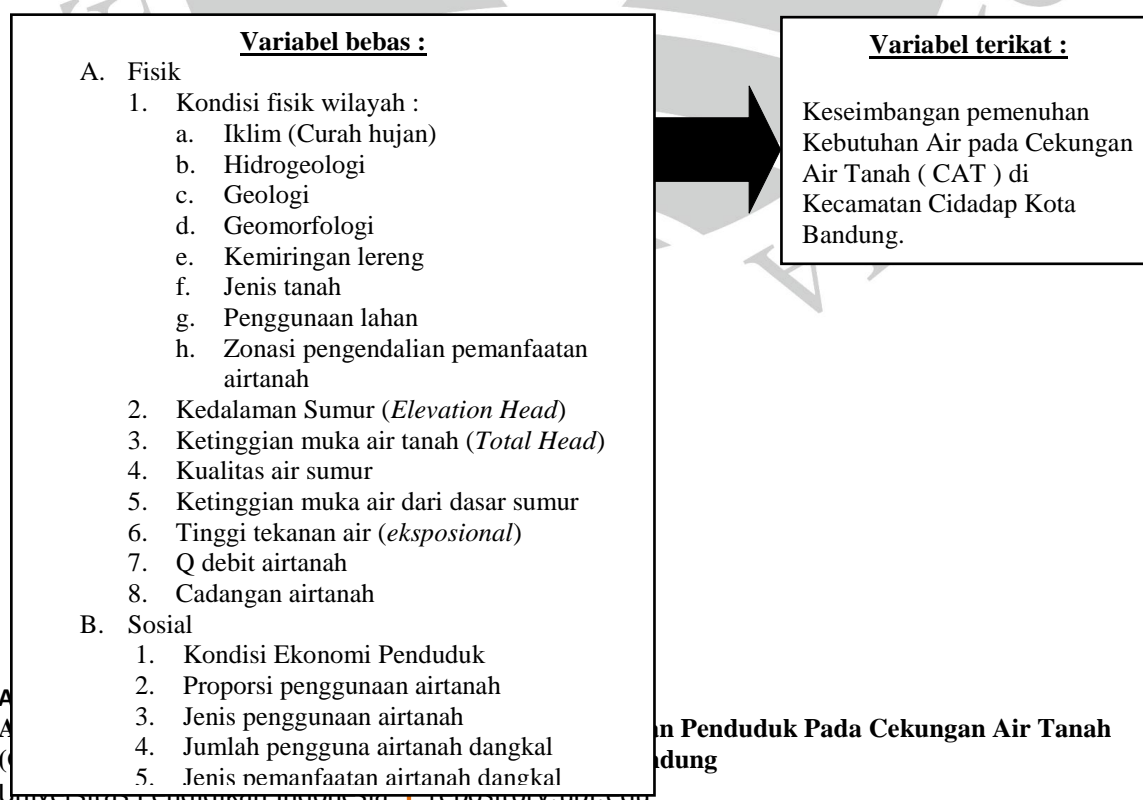 Variabel bebas :
A. Fisik
1. Kondisi fisik wilayah :
a. Iklim (Curah hujan)
b. Hidrogeologi
c. Geologi
d. Geomorfologi
e. Kemiringan lereng
f. Jenis tanah
g. Penggunaan lahan
h. Zonasi pengendalian pemanfaatan
airtanah
2. Kedalaman Sumur (Elevation Head)
3. Ketinggian muka air tanah (Total Head)
4. Kualitas air sumur
5. Ketinggian muka air dari dasar sumur
6. Tinggi tekanan air (eksposional)
7. Q debit airtanah
8. Cadangan airtanah
B. Sosial
1. Kondisi Ekonomi Penduduk
2. Proporsi penggunaan airtanah
3. Jenis penggunaan airtanah
4. Jumlah pengguna airtanah dangkal
5. Jenis pemanfaatan airtanah dangkal
Variabel terikat :
Keseimbangan pemenuhan
Kebutuhan Air pada Cekungan
Air Tanah ( CAT ) di
Kecamatan Cidadap Kota
Bandung.
Penduduk Pada Cekungan Air Tanah